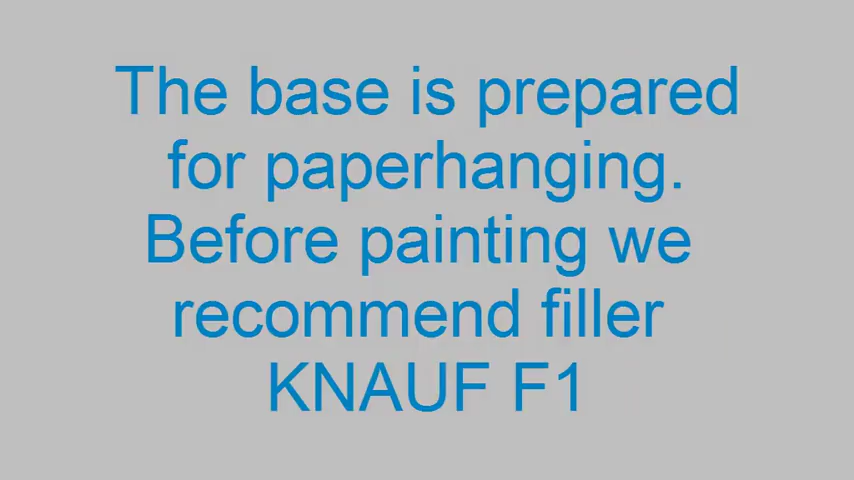 The base is prepared
for paperhanging.
Before painting we
recommend filler
KNAUF F1